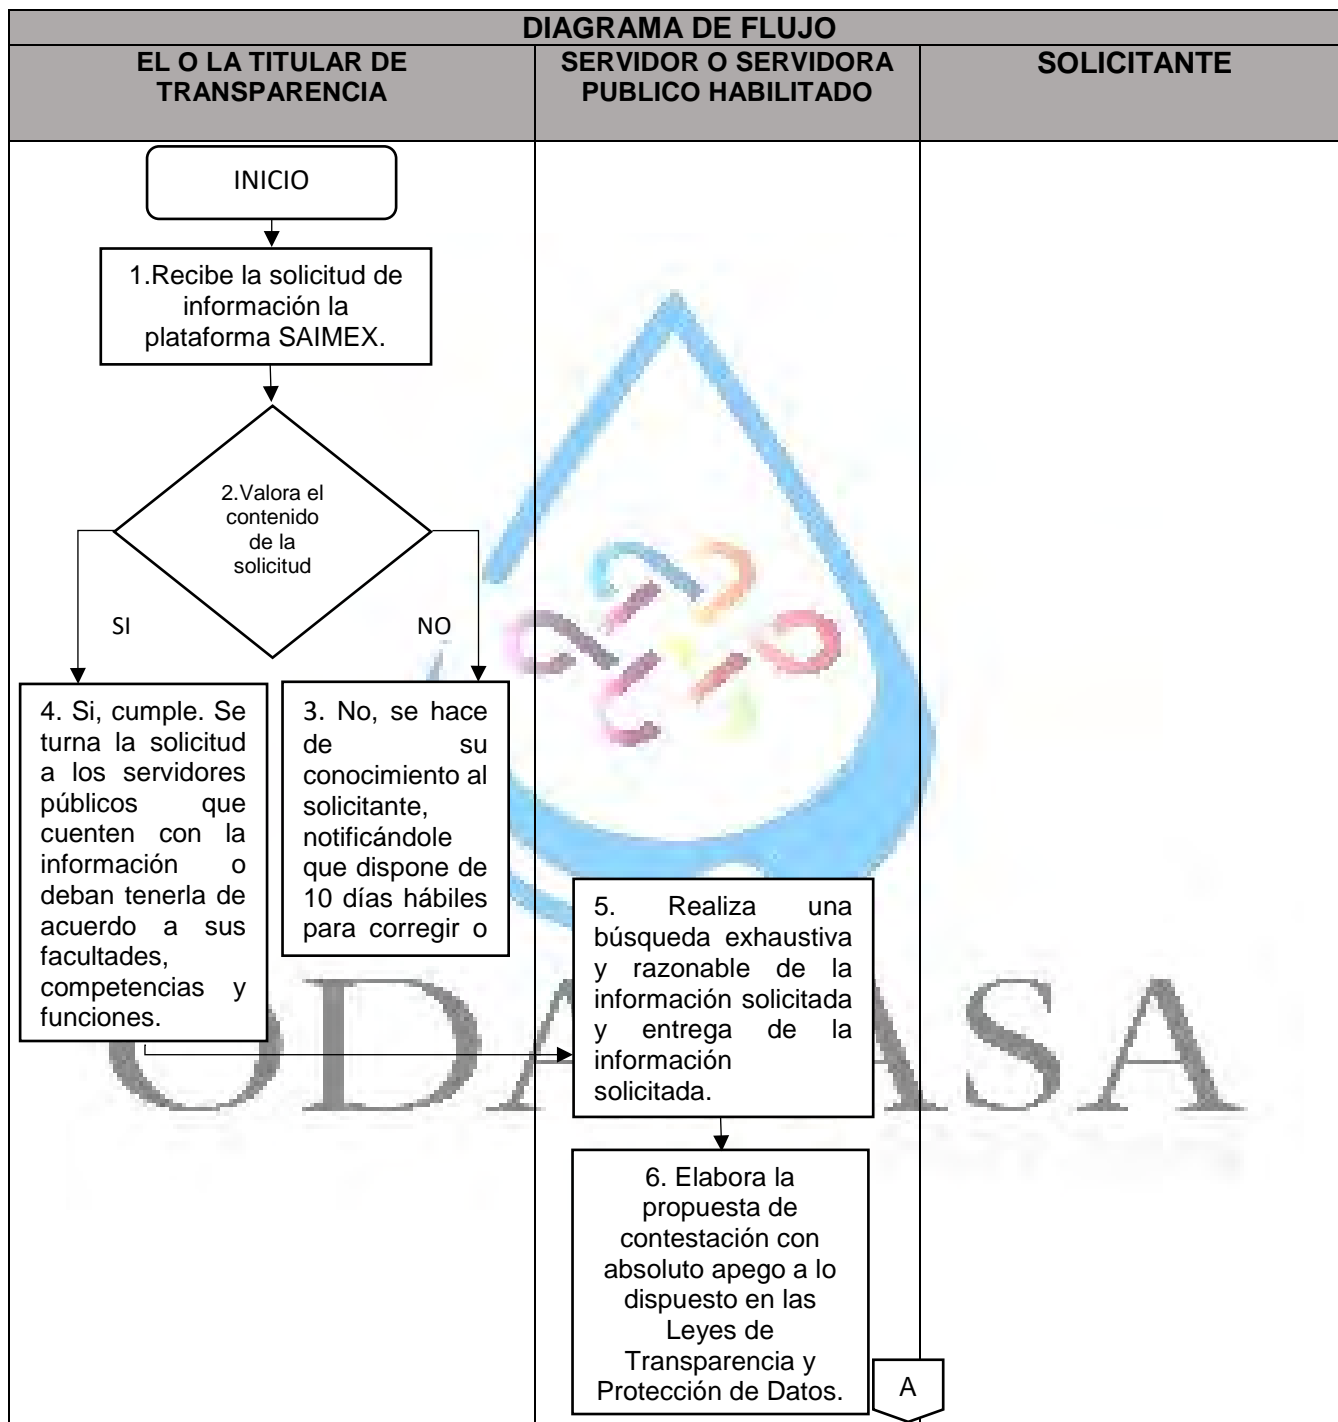 DIAGRAMA DE FLUJO
EL O LA TITULAR DE
TRANSPARENCIA
SERVIDOR O SERVIDORA
PUBLICO HABILITADO
SOLICITANTE
INICIO
1.Recibe la solicitud de
información la
plataforma SAIMEX.
2.Valora el
contenido
de la
solicitud
SI
NO
4. Si, cumple. Se
turna la solicitud
a los servidores
públicos que
cuenten con la
información o
deban tenerla de
acuerdo a sus
facultades,
competencias y
funciones.
3. No, se hace
de su
conocimiento al
solicitante,
notificándole
que dispone de
10 días hábiles
para corregir o
5. Realiza una
búsqueda exhaustiva
y razonable de la
información solicitada
y entrega de la
información
solicitada.
6. Elabora la
propuesta de
contestación con
absoluto apego a lo
dispuesto en las
Leyes de
Transparencia y
Protección de Datos.
A